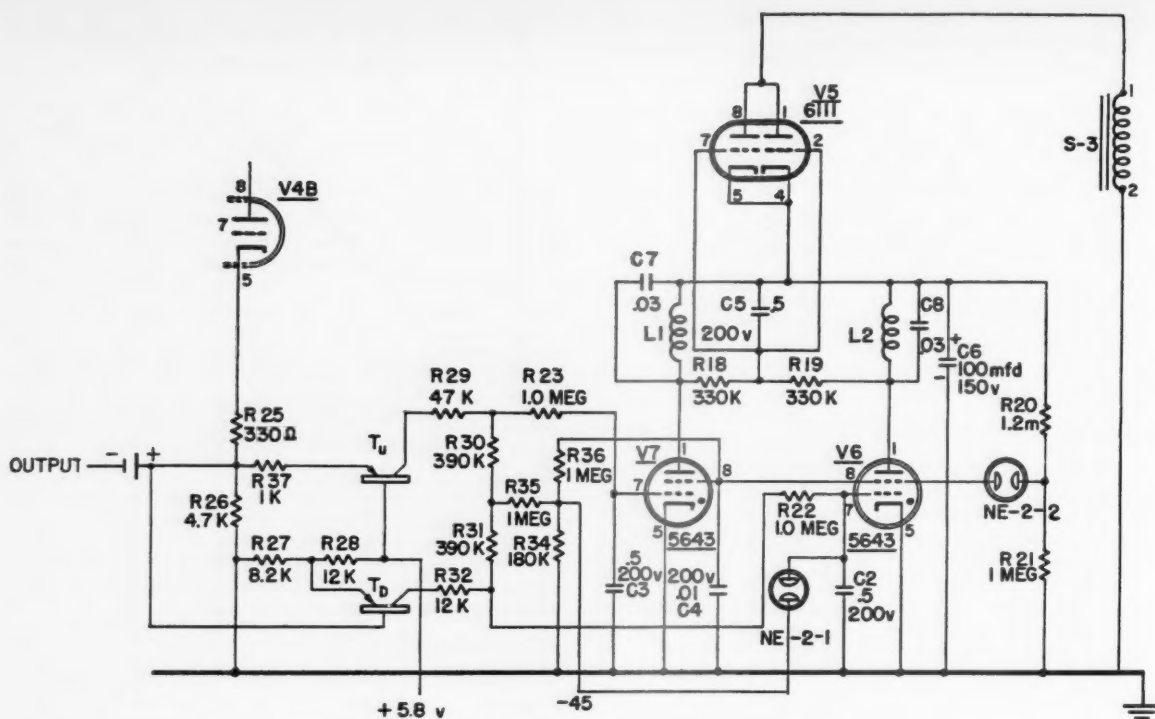 V5
6111
8 1
7 2
5 4
S-3
1
2
8
V4B
7
5
C7
.03
L1
C5
.5
200v
L2
C8
.03
+
C6
100mfd
150v
-
R18
330K
R19
330K
R20
1.2m
R29
47 K
R23
1.0 MEG
R25
330Ω
R30
390K
R36
1 MEG
V7
1
8
7
5
5643
V6
1
8
7
5
5643
NE-2-2
OUTPUT
- +
R37
1K
Tu
R26
4.7K
R35
1MEG
R22
1.0 MEG
R31
390K
R34
180K
R21
1 MEG
R27
8.2K
R28
12K
TD
R32
12K
.5
200v
C3
200v
.01
C4
C2
.5
200v
NE-2-1
+5.8 v
-45